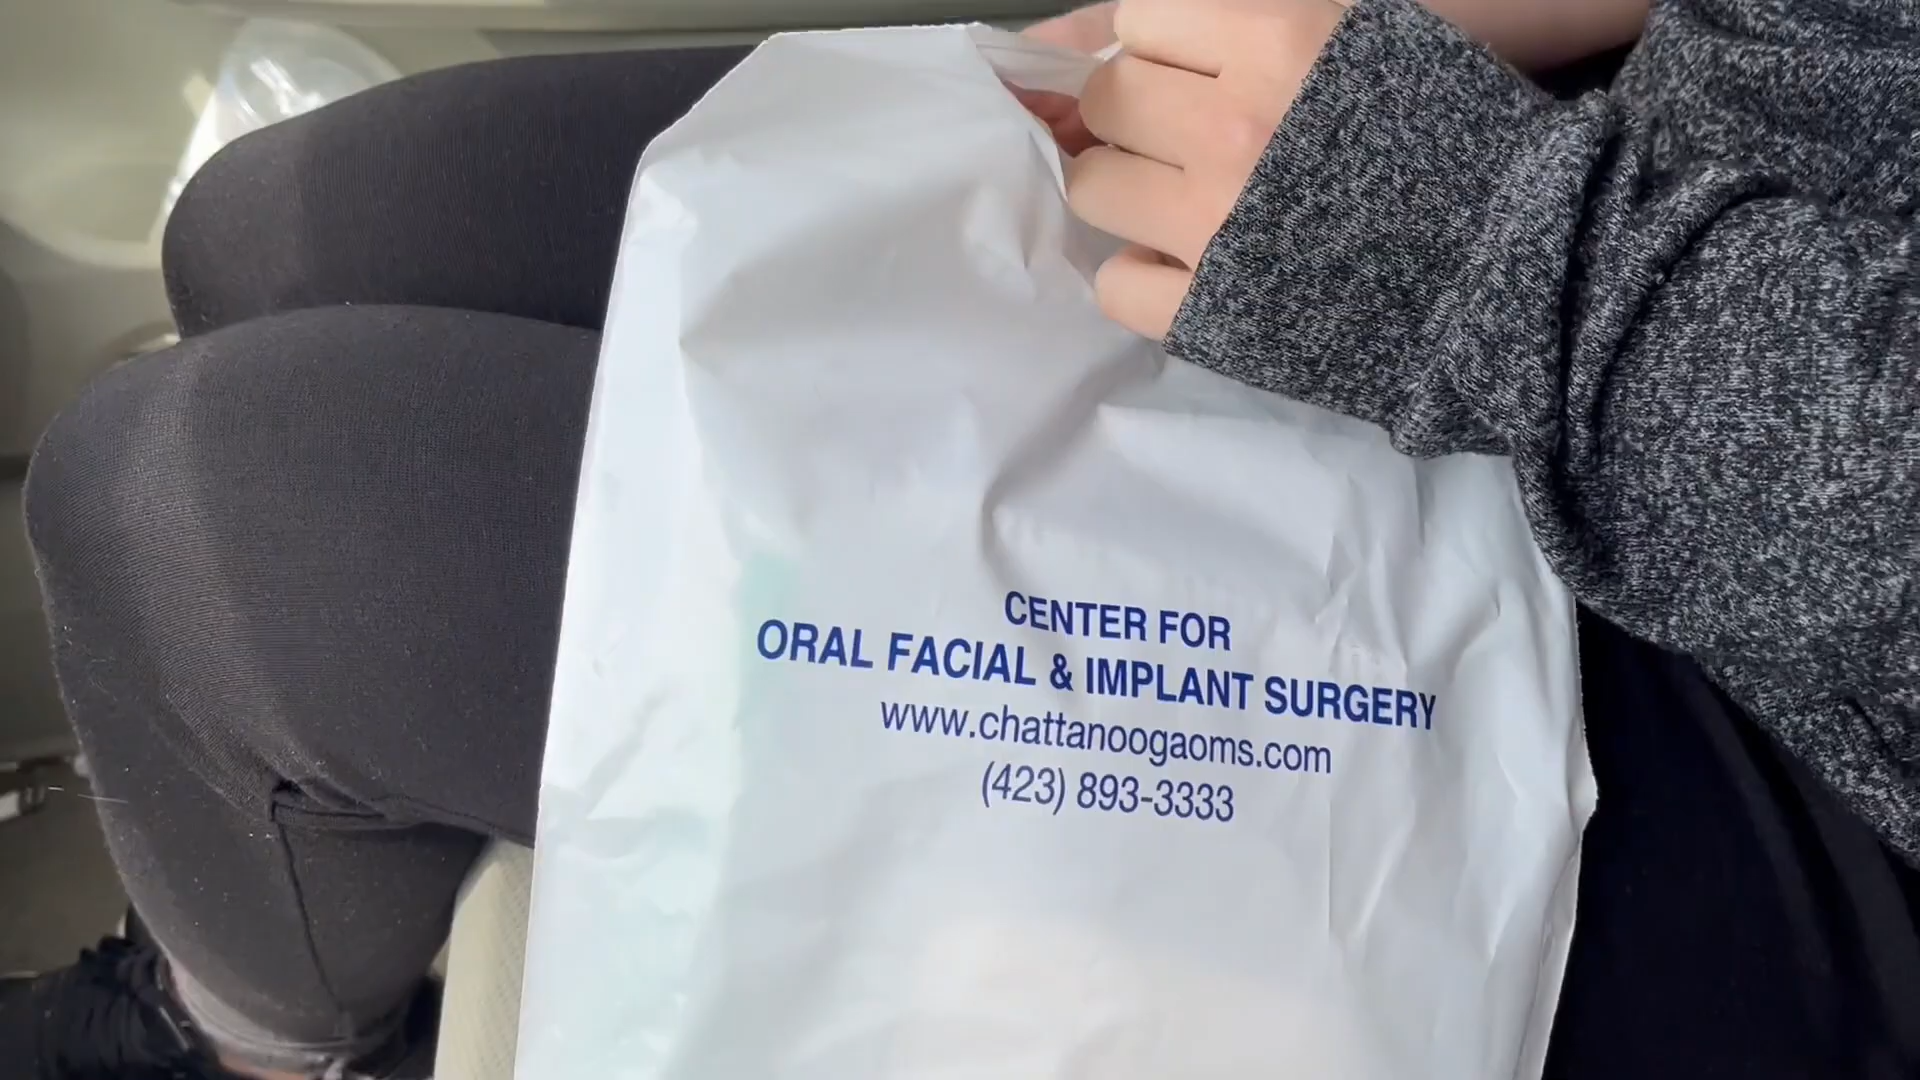 CENTER FOR
ORAL FACIAL & IMPLANT SURGERY
www.chattanoogaoms.com
(423) 893-3333